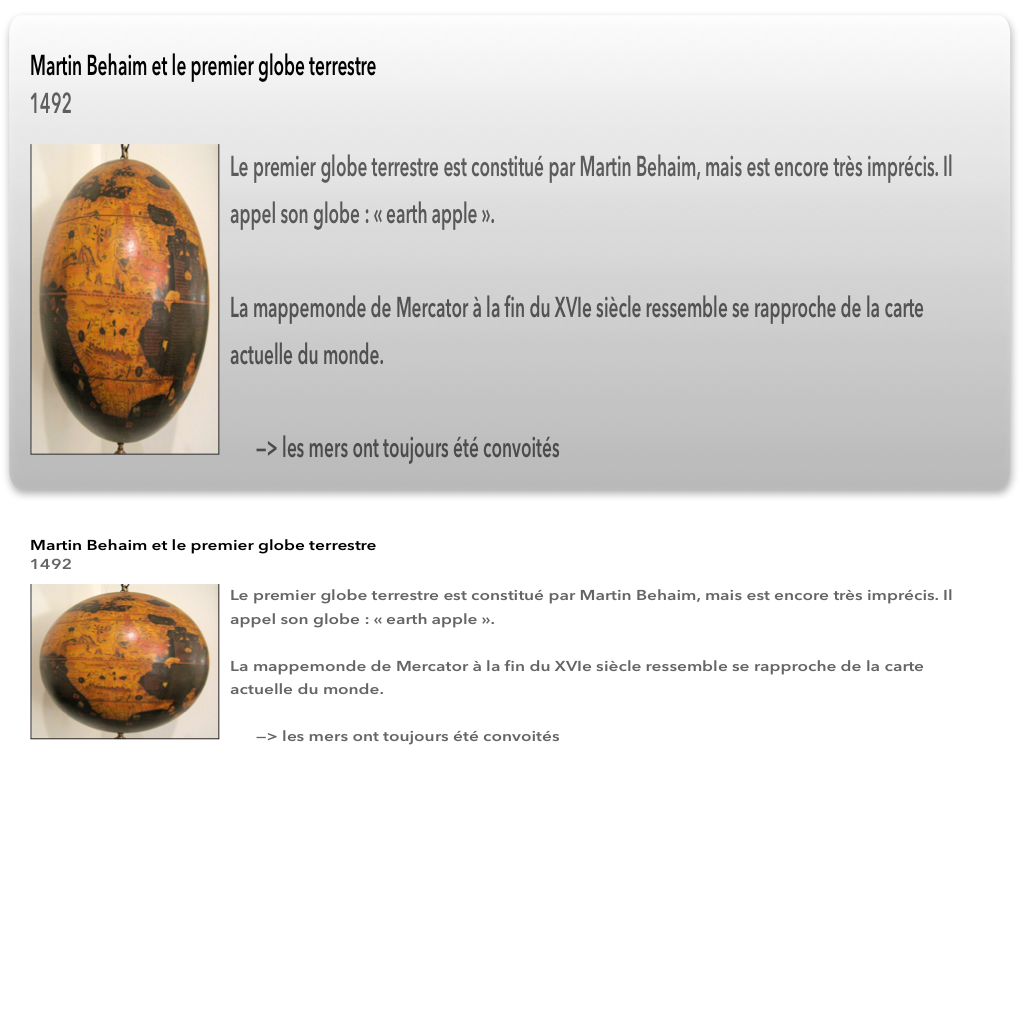 Martin Behaim et le premier globe terrestre
1492
Le premier globe terrestre est constitué par Martin Behaim, mais est encore très imprécis. Il
appel son globe : « earth apple ».
La mappemonde de Mercator à la fin du XVIe siècle ressemble se rapproche de la carte
actuelle du monde.
—> les mers ont toujours été convoités
Martin Behaim et le premier globe terrestre
1492
Le premier globe terrestre est constitué par Martin Behaim, mais est encore très imprécis. Il
appel son globe : « earth apple ».
La mappemonde de Mercator à la fin du XVIe siècle ressemble se rapproche de la carte
actuelle du monde.
—> les mers ont toujours été convoités